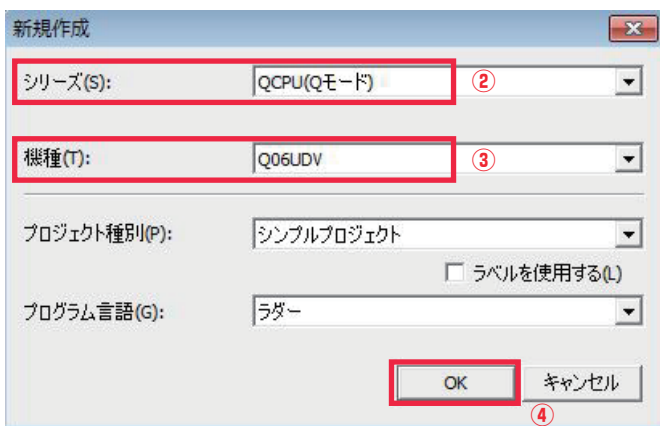 新規作成
シリーズ(S): QCPU(Qモード) ②
機種(T): Q06UDV ③
プロジェクト種別(P): シンプルプロジェクト
ラベルを使用する(L)
プログラム言語(G): ラダー
OK キャンセル
④